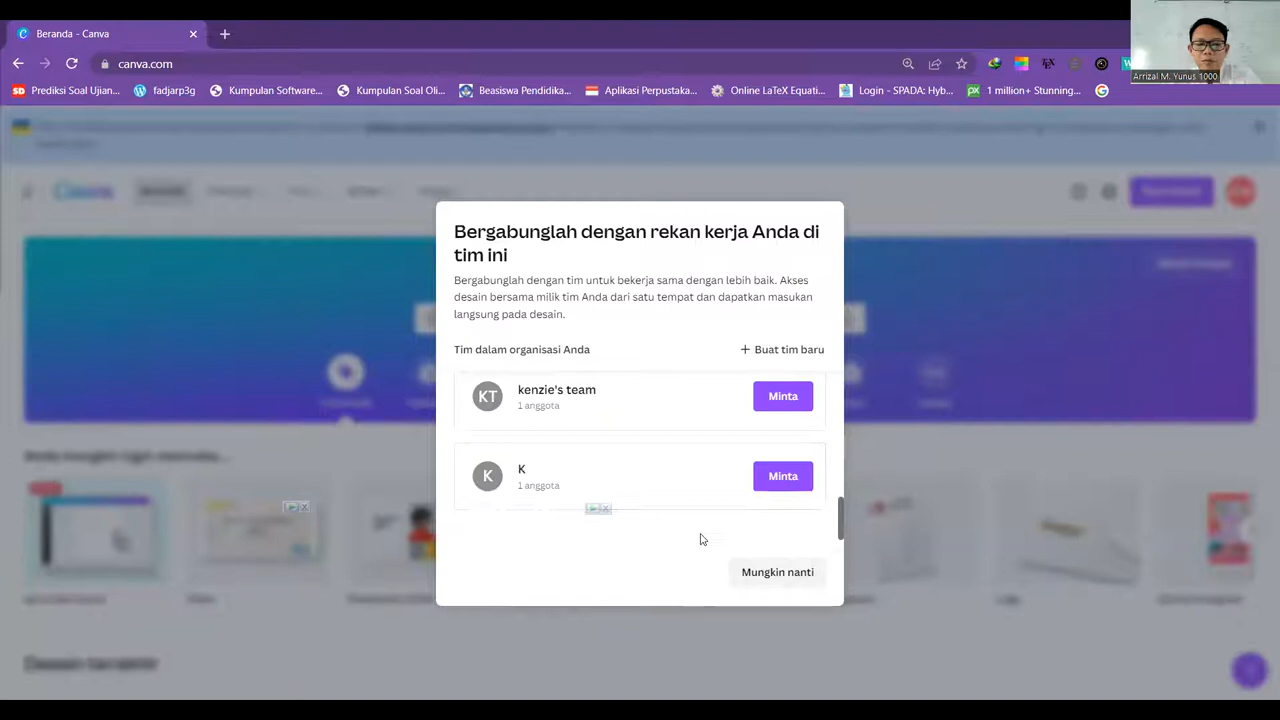 Beranda - Canva
canva.com
Prediksi Soal Ujian...
fadjarp3g
Kumpulan Software...
Kumpulan Soal Oli...
Beasiswa Pendidika...
Aplikasi Perpustaka...
Online LaTeX Equati...
Login - SPADA: Hyb...
1 million+ Stunning...
Arrizal M. Yunus 1000
Bergabunglah dengan rekan kerja Anda di
tim ini
Bergabunglah dengan tim untuk bekerja sama dengan lebih baik. Akses
desain bersama milik tim Anda dari satu tempat dan dapatkan masukan
langsung pada desain.
Tim dalam organisasi Anda
+ Buat tim baru
KT
kenzie's team
1 anggota
Minta
K
K
1 anggota
Minta
Mungkin nanti
Canva
Desain terakhir